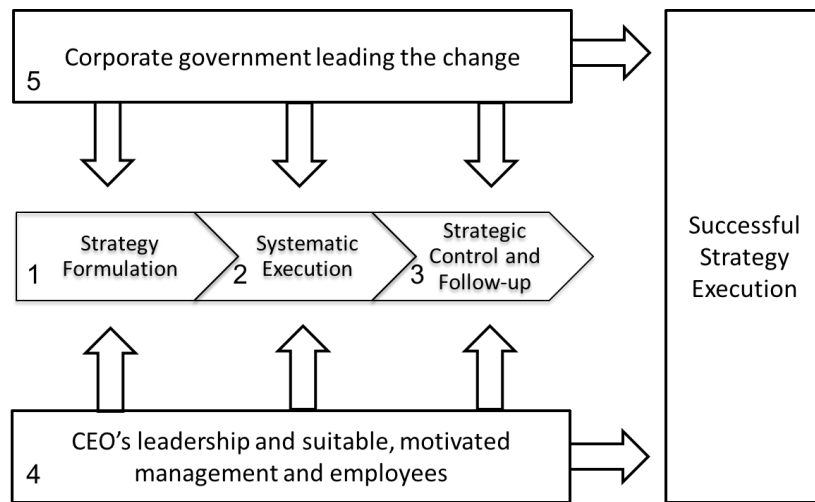 Corporate government leading the change
5
Strategy
Formulation
1
Systematic
Execution
2
Strategic
Control and
Follow-up
3
CEO’s leadership and suitable, motivated
management and employees
4
Successful
Strategy
Execution